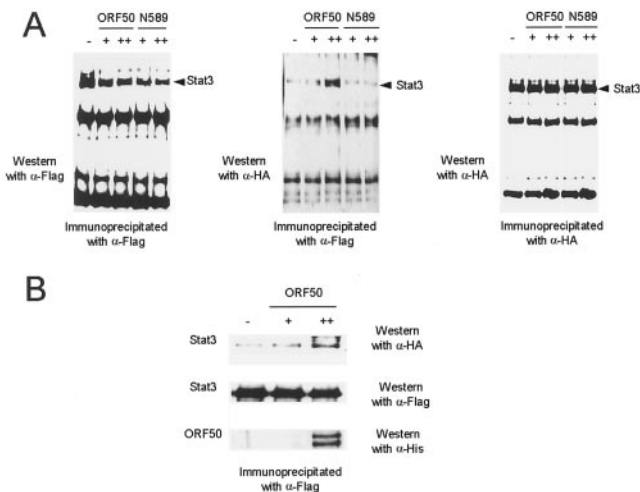 A
ORF50 N589
- + ++ + ++
Stat3
Western
with α-Flag
Immunoprecipitated
with α-Flag
ORF50 N589
- + ++ + ++
Stat3
Western
with α-HA
Immunoprecipitated
with α-Flag
ORF50 N589
- + ++ + ++
Stat3
Western
with α-HA
Immunoprecipitated
with α-HA
B
ORF50
- + ++
Stat3
Western
with α-HA
Stat3
Western
with α-Flag
ORF50
Western
with α-His
Immunoprecipitated
with α-Flag